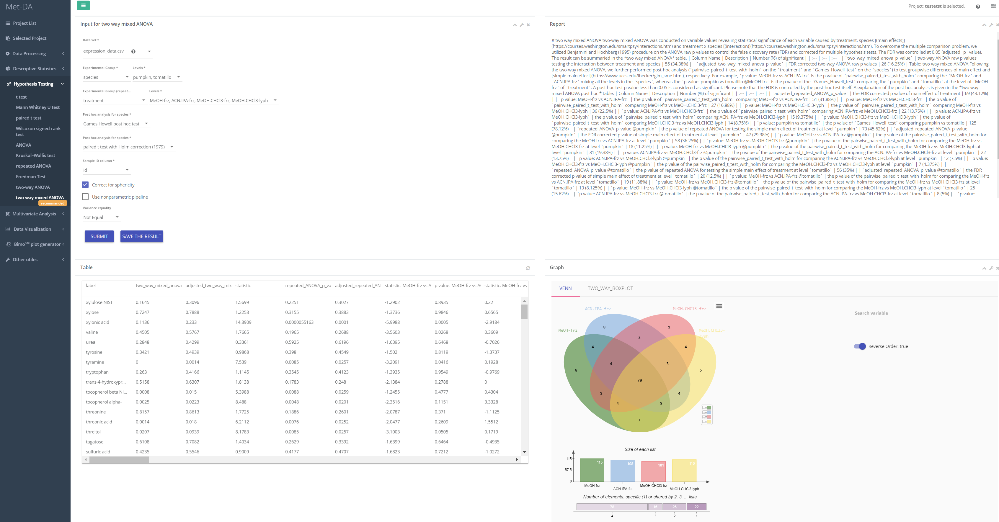 Met-DA
Project List
Selected Project
Data Processing
Descriptive Statistics
x² Hypothesis Testing
t test
Mann Whitney U test
paired t test
Wilcoxon signed-rank
test
ANOVA
Kruskal–Wallis test
repeated ANOVA
Friedman Test
two-way ANOVA
two-way mixed ANOVA
recommanded
Multivariate Analysis
Data Visualization
Bimo SM plot generator
Other utiles
Project: testetst is selected.
Input for two way mixed ANOVA
Data Set *
expression_data.csv
Experimental Group * Levels *
species pumpkin, tomatillo
Experimental Group (repeat... Levels *
treatment MeOH-frz, ACN.IPA-frz, MeOH.CHCl3-frz, MeOH.CHCl3-lyph
Post hoc analysis for species *
Games Howell post hoc test
Post hoc analysis for species *
paired t test with Holm correction (1979)
Sample ID column *
id
Correct for sphericity
Use nonparametric pipeline
Variance equality
Not Equal
SUBMIT SAVE THE RESULT
Report
# two way mixed ANOVA two-way mixed ANOVA was conducted on variable values revealing statistical significance of each variable caused by treatment, species [(main effects)]
(https://courses.washington.edu/smartpsy/interactions.htm) and treatment x species [(interaction)](https://courses.washington.edu/smartpsy/interactions.htm). To overcome the multiple comparison problem, we
utilized Benjamini and Hochberg (1995) procedure on the ANOVA raw p values to control the false discovery rate (FDR) and corrected for multiple hypothesis tests. The FDR was controlled at 0.05 (adjusted _p_ value).
The result can be summaried in the *two way mixed ANOVA* table. | Column Name | Description | Number (%) of significant | | :--- | :--- | :--- | | `two_way_mixed_anova_p_value` | two-way ANOVA raw p values
testing the interaction between treatment and species | 55 (34.38%) | | `adjusted_two_way_mixed_anova_p_value` | FDR corrected two-way ANOVA raw p values | 26 (16.25%) | Table: two way mixed ANOVA Following
the two-way mixed ANOVA, we further performed post-hoc analysis (`pairwise_paired_t_test_with_holm` on the `treatment` and `Games_Howell_test` on the `species`) to test groupwise differences of main effect and
[simple main effect](https://www.uccs.edu/lbecker/glm_sme.html), respectively. For example, `p value: MeOH-frz vs ACN.IPA-frz` is the p value of `pairwise_paired_t_test_with_holm` comparing the `MeOH-frz` and
`ACN.IPA-frz` mixing all the levels in the `species`, whereas the `p value: pumpkin vs tomatillo @MeOH-frz` is the p value of the `Games_Howell_test` comparing the `pumpkin` and `tomatillo` at the level of `MeOH-
frz` of `treatment`. A post hoc test p value less than 0.05 is considered as significant. Please note that the FDR is controlled by the post-hoc test itself. A explanation of the post hoc analysis is given in the *two way
mixed ANOVA post hoc * table. | Column Name | Description | Number (%) of significant | | :--- | :--- | :--- | | `adjusted_repeated_ANOVA_p_value` | the FDR corrected p value of main effect of treatment | 69 (43.12%)
| | `p value: MeOH-frz vs ACN.IPA-frz` | the p value of `pairwise_paired_t_test_with_holm` comparing MeOH-frz vs ACN.IPA-frz | 51 (31.88%) | | `p value: MeOH-frz vs MeOH.CHCl3-frz` | the p value of
`pairwise_paired_t_test_with_holm` comparing MeOH-frz vs MeOH.CHCl3-frz | 27 (16.88%) | | `p value: MeOH-frz vs MeOH.CHCl3-lyph` | the p value of `pairwise_paired_t_test_with_holm` comparing MeOH-frz vs
MeOH.CHCl3-lyph | 36 (22.5%) | | `p value: ACN.IPA-frz vs MeOH.CHCl3-frz` | the p value of `pairwise_paired_t_test_with_holm` comparing ACN.IPA-frz vs MeOH.CHCl3-frz | 22 (13.75%) | | `p value: ACN.IPA-frz vs
MeOH.CHCl3-lyph` | the p value of `pairwise_paired_t_test_with_holm` comparing ACN.IPA-frz vs MeOH.CHCl3-lyph | 15 (9.375%) | | `p value: MeOH.CHCl3-frz vs MeOH.CHCl3-lyph` | the p value of
`pairwise_paired_t_test_with_holm` comparing MeOH.CHCl3-frz vs MeOH.CHCl3-lyph | 14 (8.75%) | | `p value: pumpkin vs tomatillo` | the p value of `Games_Howell_test` comparing pumpkin vs tomatillo | 125
(78.12%) | | `repeated_ANOVA_p_value @pumpkin` | the p value of repeated ANOVA for testing the simple main effect of treatment at level `pumpkin` | 73 (45.62%) | | `adjusted_repeated_ANOVA_p_value
@pumpkin` | the FDR corrected p value of simple main effect of treatment at level `pumpkin` | 47 (29.38%) | | `p value: MeOH-frz vs ACN.IPA-frz @pumpkin` | the p value of the pairwise_paired_t_test_with_holm for
comparing the MeOH-frz vs ACN.IPA-frz at level `pumpkin` | 58 (36.25%) | | `p value: MeOH-frz vs MeOH.CHCl3-frz @pumpkin` | the p value of the pairwise_paired_t_test_with_holm for comparing the MeOH-frz vs
MeOH.CHCl3-frz at level `pumpkin` | 18 (11.25%) | | `p value: MeOH-frz vs MeOH.CHCl3-lyph @pumpkin` | the p value of the pairwise_paired_t_test_with_holm for comparing the MeOH-frz vs MeOH.CHCl3-lyph at
level `pumpkin` | 31 (19.38%) | | `p value: ACN.IPA-frz vs MeOH.CHCl3-frz @pumpkin` | the p value of the pairwise_paired_t_test_with_holm for comparing the ACN.IPA-frz vs MeOH.CHCl3-frz at level `pumpkin` | 22
(13.75%) | | `p value: ACN.IPA-frz vs MeOH.CHCl3-lyph @pumpkin` | the p value of the pairwise_paired_t_test_with_holm for comparing the ACN.IPA-frz vs MeOH.CHCl3-lyph at level `pumpkin` | 12 (7.5%) | | `p value:
MeOH.CHCl3-frz vs MeOH.CHCl3-lyph @pumpkin` | the p value of the pairwise_paired_t_test_with_holm for comparing the MeOH.CHCl3-frz vs MeOH.CHCl3-lyph at level `pumpkin` | 7 (4.375%) | |
`repeated_ANOVA_p_value @tomatillo` | the p value of repeated ANOVA for testing the simple main effect of treatment at level `tomatillo` | 56 (35%) | | `adjusted_repeated_ANOVA_p_value @tomatillo` | the FDR
corrected p value of simple main effect of treatment at level `tomatillo` | 20 (12.5%) | | `p value: MeOH-frz vs ACN.IPA-frz @tomatillo` | the p value of the pairwise_paired_t_test_with_holm for comparing the MeOH-frz
vs ACN.IPA-frz at level `tomatillo` | 19 (11.88%) | | `p value: MeOH-frz vs MeOH.CHCl3-frz @tomatillo` | the p value of the pairwise_paired_t_test_with_holm for comparing the MeOH-frz vs MeOH.CHCl3-frz at level
`tomatillo` | 13 (8.125%) | | `p value: MeOH-frz vs MeOH.CHCl3-lyph @tomatillo` | the p value of the pairwise_paired_t_test_with_holm for comparing the MeOH-frz vs MeOH.CHCl3-lyph at level `tomatillo` | 25
(15.62%) | | `p value: ACN.IPA-frz vs MeOH.CHCl3-frz @tomatillo` | the p value of the pairwise_paired_t_test_with_holm for comparing the ACN.IPA-frz vs MeOH.CHCl3-frz at level `tomatillo` | 8 (5%) | | `p value:
Table
label two_way_mixed_anova adjusted_two_way_mix statistic repeated_ANOVA_p_va adjusted_repeated_AN statistic: MeOH-frz vs A p value: MeOH-frz vs A statistic: MeOH-frz vs
xylulose NIST 0.1645 0.3096 1.5699 0.2251 0.3027 -1.2902 0.8935 0.22
xylose 0.7247 0.7888 1.2253 0.3155 0.3883 -1.3736 0.9846 0.6565
xylonic acid 0.1136 0.233 14.3909 0.0000055163 0.0001 -5.9988 0.0005 -2.9184
valine 0.4505 0.5767 1.7665 0.1965 0.2688 -3.5603 0.0268 0.3609
urea 0.2848 0.4299 0.3361 0.5925 0.6196 -1.6395 0.6468 -0.7026
tyrosine 0.3421 0.4939 0.9868 0.398 0.4549 -1.502 0.8119 -1.3737
tyramine 0 0.0014 7.539 0.0085 0.0257 -3.2091 0.0416 0.1928
tryptophan 0.263 0.4166 1.1145 0.3545 0.4123 -1.3935 0.9549 -0.9769
trans-4-hydroxypr... 0.5158 0.6307 1.8138 0.1783 0.248 -2.1384 0.2788 0
tocopherol beta NI... 0.0008 0.015 5.3988 0.0088 0.0259 -1.2455 0.4777 0.4304
tocopherol alpha- 0.0025 0.0223 8.488 0.0048 0.0201 -2.3516 0.1151 3.3328
threonine 0.8157 0.8613 1.7725 0.1886 0.2601 -2.0787 0.371 -1.1125
threonic acid 0.0014 0.018 6.2112 0.0076 0.0252 -2.0477 0.2609 1.5512
threitol 0.0207 0.0939 8.1783 0.0085 0.0257 -3.1003 0.0505 0.1719
tagatose 0.6108 0.7082 1.4034 0.2629 0.3392 -1.6399 0.6464 -0.4935
sulfuric acid 0.4235 0.5546 0.9009 0.4177 0.4707 -1.6823 0.7212 -1.0272
Graph
VENN TWO_WAY_BOXPLOT
ACN.IPA-frz MeOH.CHCl3-frz
MeOH-frz MeOH.CHCl3-
lyph
8 1
2
4 4
4 3
8 5
78
5 4
4 5
7
off
off
off
off
Search variable
Reverse Order: true
Size of each list
115
57.5
0
115 108 101 110
MeOH-frz ACN.IPA-frz MeOH.CHCl3-frz MeOH.CHCl3-lyph
Number of elements: specific (1) or shared by 2, 3, ... lists
78 16 26 22
4 3 2 1